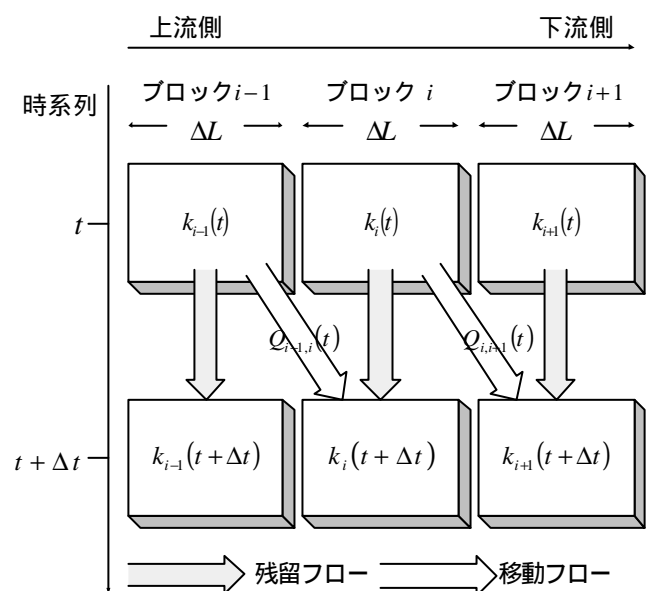 上流側 下流側
時系列 ブロックi−1 ブロック i ブロックi+1
ΔL ΔL ΔL
t k_{i−1}(t) k_i(t) k_{i+1}(t)
Q_{i−1,i}(t) Q_{i,i+1}(t)
t + Δt k_{i−1}(t+Δt) k_i(t+Δt) k_{i+1}(t+Δt)
残留フロー 移動フロー